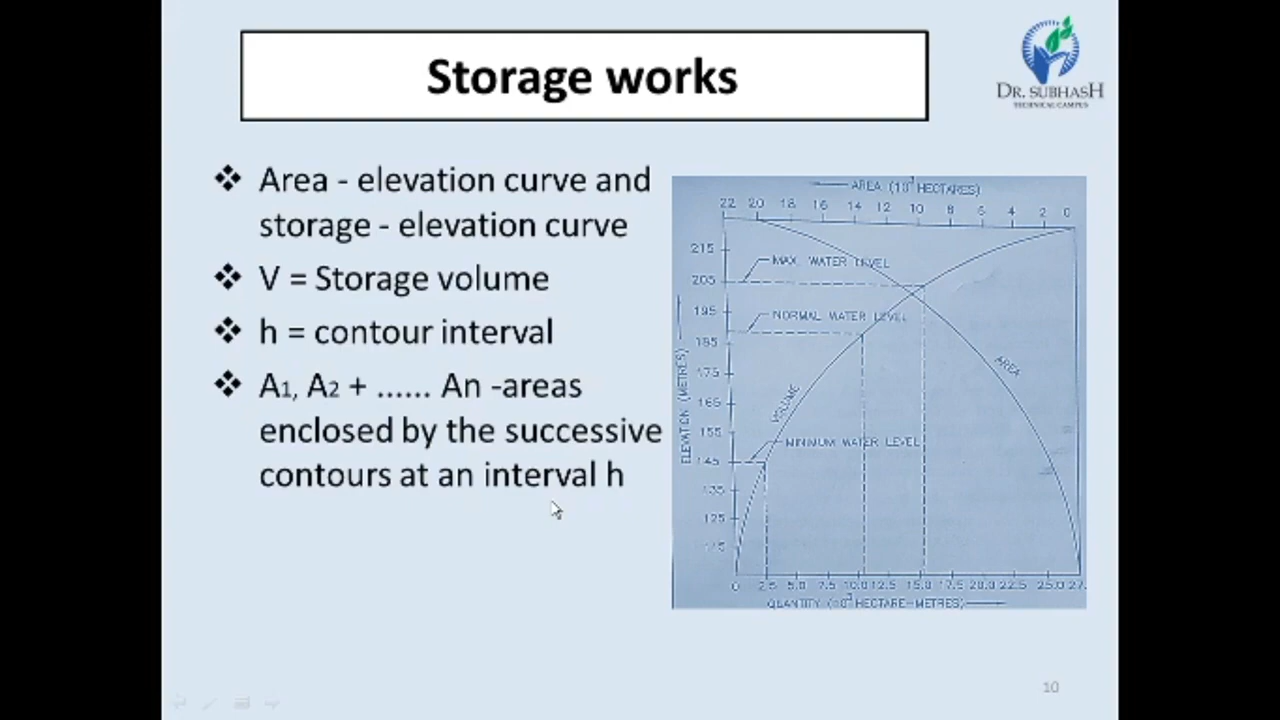 Storage works
DR. SUBHASH
TECHNICAL CAMPUS
❖ Area - elevation curve and
storage - elevation curve
❖ V = Storage volume
❖ h = contour interval
❖ A1, A2 + ...... An -areas
enclosed by the successive
contours at an interval h
AREA (10³ HECTARES)
22 20 18 16 14 12 10 8 6 4 2 0
215
MAX. WATER LEVEL
205
195
NORMAL WATER LEVEL
185
175
AREA
165
VOLUME
155
MINIMUM WATER LEVEL
145
135
125
ELEVATION (METRES)
0 2.5 5.0 7.5 10.0 12.5 15.0 17.5 20.0 22.5 25.0 27.
QUANTITY (10³ HECTARE-METRES)
10